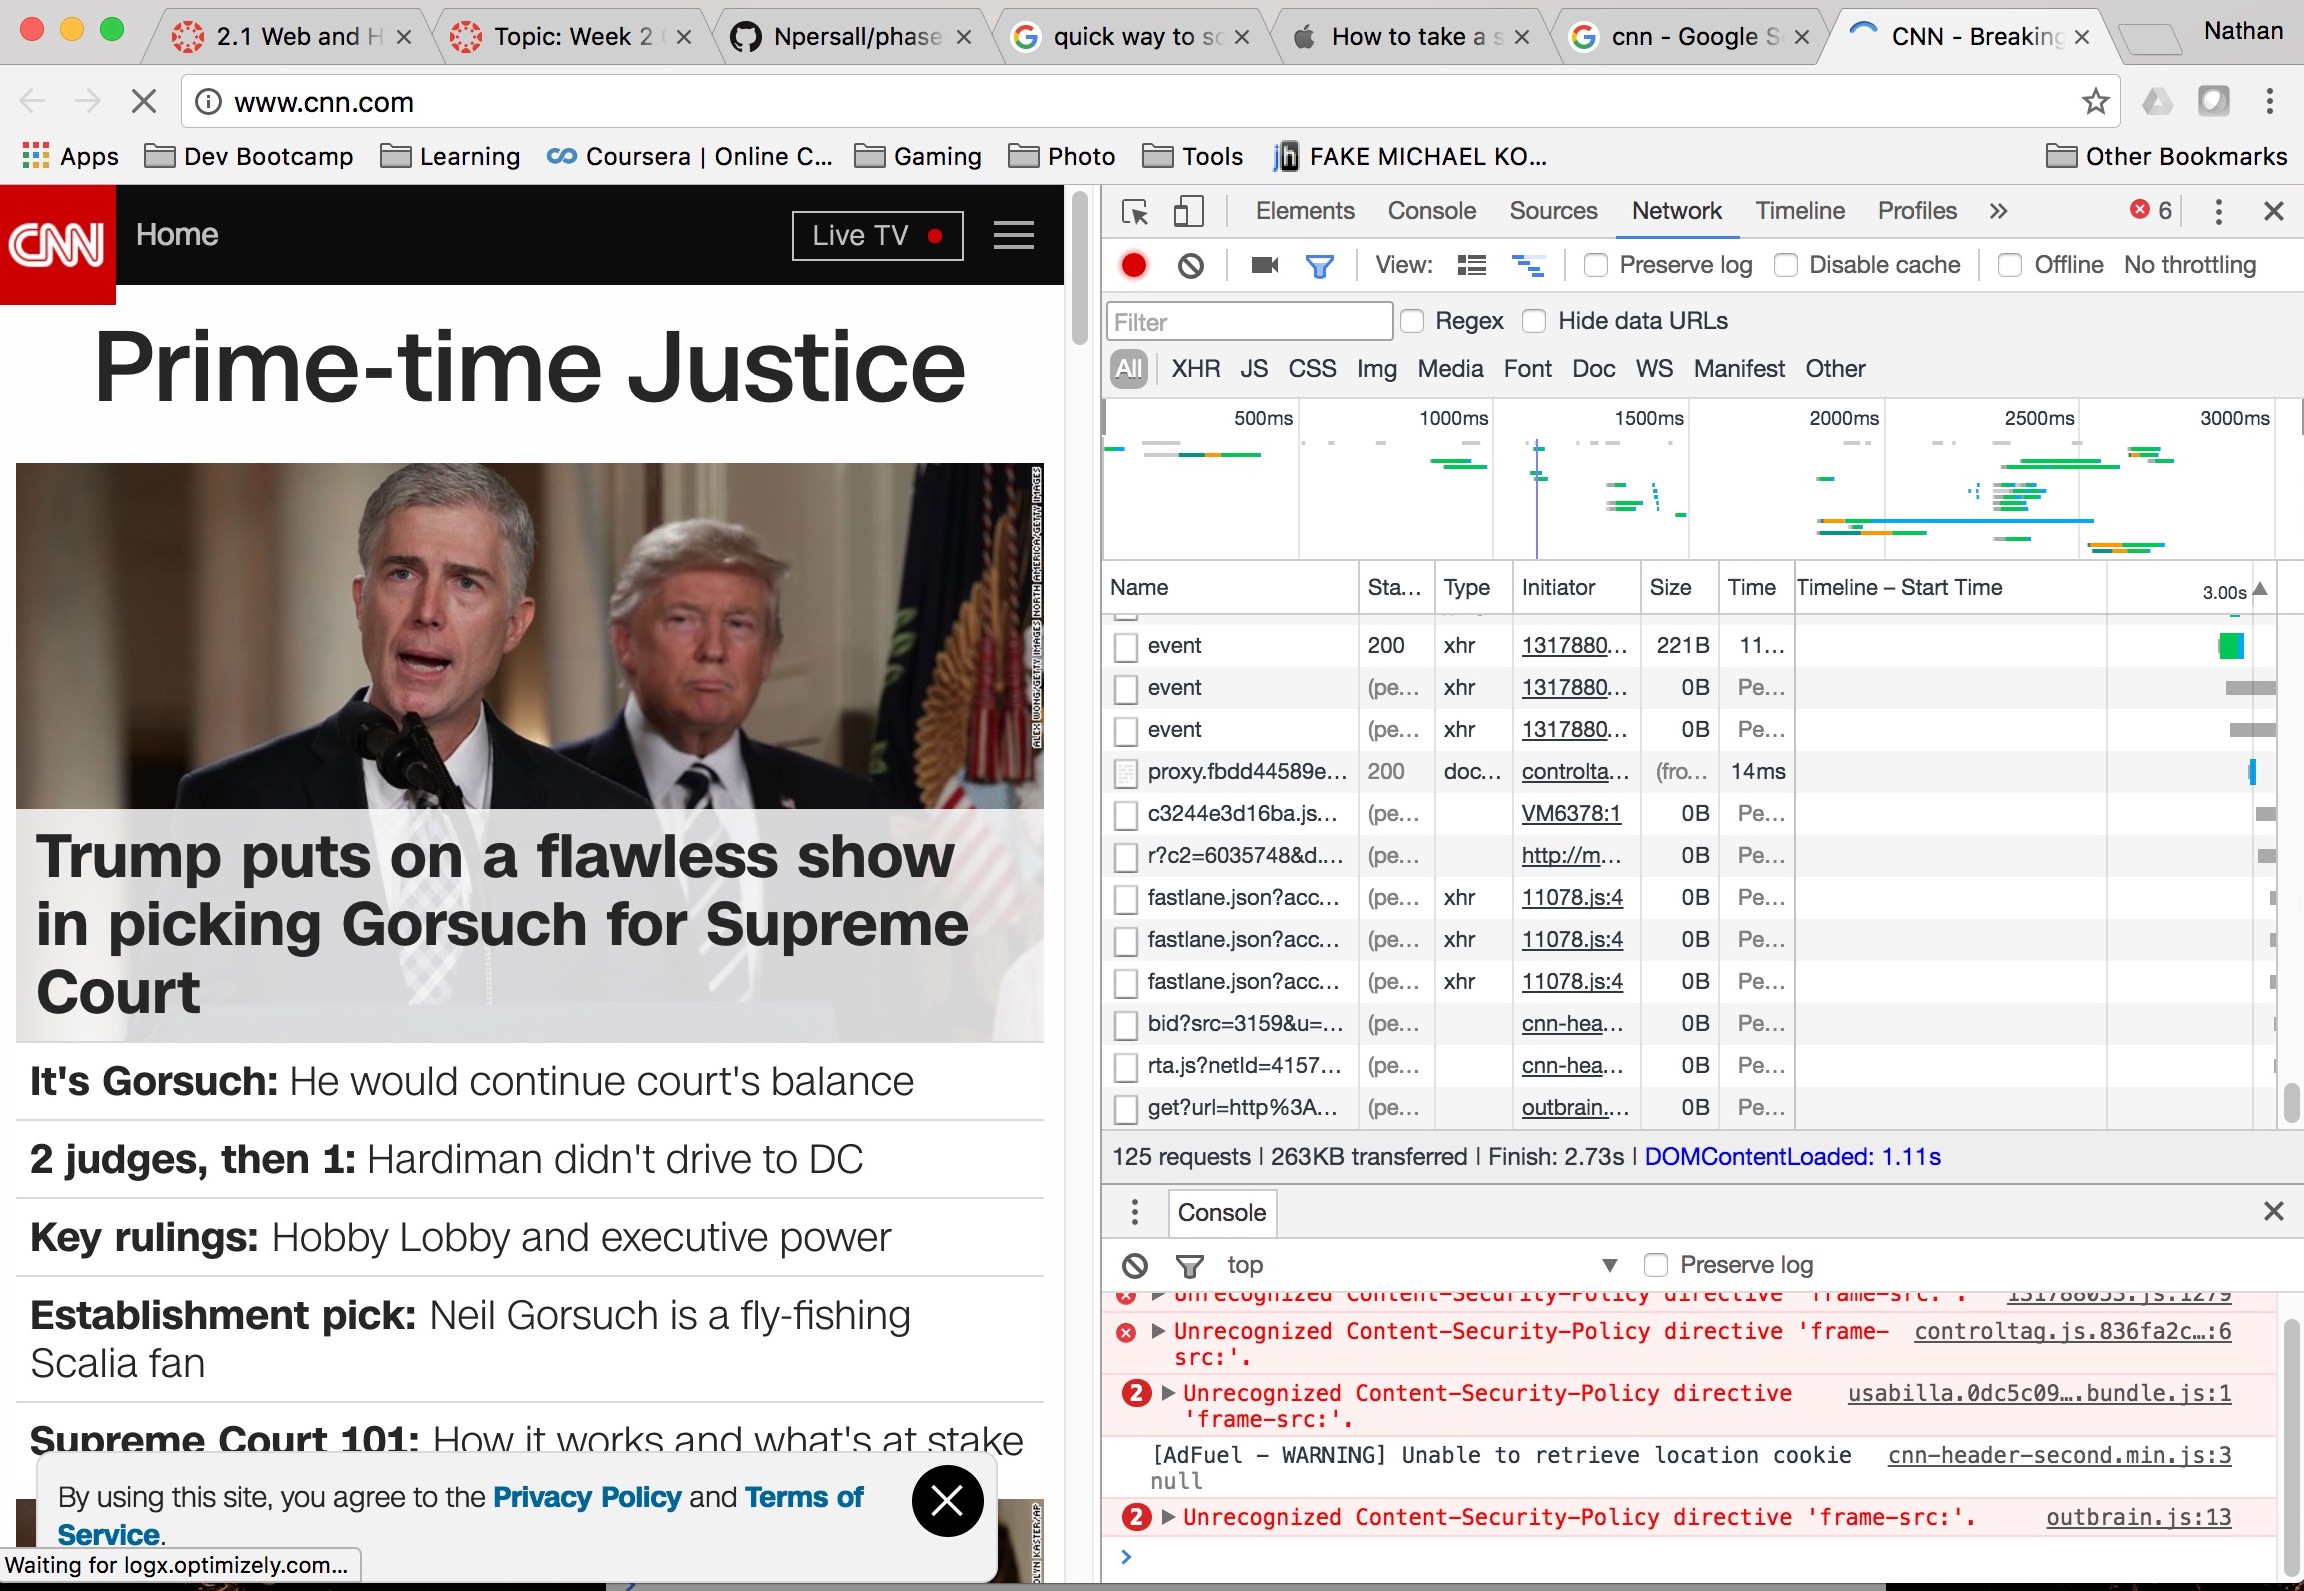 2.1 Web and H
Topic: Week 2
Npersall/phase
quick way to sc
How to take a s
cnn - Google S
CNN - Breaking
Nathan
www.cnn.com
Apps
Dev Bootcamp
Learning
Coursera | Online C...
Gaming
Photo
Tools
FAKE MICHAEL KO...
Other Bookmarks
CNN
Home
Live TV
Prime-time Justice
ALEX WONG/GETTY IMAGES NORTH AMERICA/GETTY IMAGES
Trump puts on a flawless show
in picking Gorsuch for Supreme
Court
It's Gorsuch: He would continue court's balance
2 judges, then 1: Hardiman didn't drive to DC
Key rulings: Hobby Lobby and executive power
Establishment pick: Neil Gorsuch is a fly-fishing
Scalia fan
Supreme Court 101: How it works and what's at stake
By using this site, you agree to the Privacy Policy and Terms of
Service.
Waiting for logx.optimizely.com...
Elements Console Sources Network Timeline Profiles » 6
View: Preserve log Disable cache Offline No throttling
Filter Regex Hide data URLs
All XHR JS CSS Img Media Font Doc WS Manifest Other
500ms 1000ms 1500ms 2000ms 2500ms 3000ms
Name Sta... Type Initiator Size Time Timeline – Start Time 3.00s
event 200 xhr 1317880... 221B 11...
event (pe... xhr 1317880... 0B Pe...
event (pe... xhr 1317880... 0B Pe...
proxy.fbdd44589e... 200 doc... controlta... (fro... 14ms
c3244e3d16ba.js... (pe... VM6378:1 0B Pe...
r?c2=6035748&d.... (pe... http://m... 0B Pe...
fastlane.json?acc... (pe... xhr 11078.js:4 0B Pe...
fastlane.json?acc... (pe... xhr 11078.js:4 0B Pe...
fastlane.json?acc... (pe... xhr 11078.js:4 0B Pe...
bid?src=3159&u=... (pe... cnn-hea... 0B Pe...
rta.js?netId=4157... (pe... cnn-hea... 0B Pe...
get?url=http%3A... (pe... outbrain.... 0B Pe...
125 requests | 263KB transferred | Finish: 2.73s | DOMContentLoaded: 1.11s
Console
top Preserve log
Unrecognized Content-Security-Policy directive 'frame-src:'.
Unrecognized Content-Security-Policy directive 'frame- controltag.js.836fa2c…:6
src:'.
2 Unrecognized Content-Security-Policy directive usabilla.0dc5c09….bundle.js:1
'frame-src:'.
[AdFuel - WARNING] Unable to retrieve location cookie cnn-header-second.min.js:3
null
2 Unrecognized Content-Security-Policy directive 'frame-src:'. outbrain.js:13